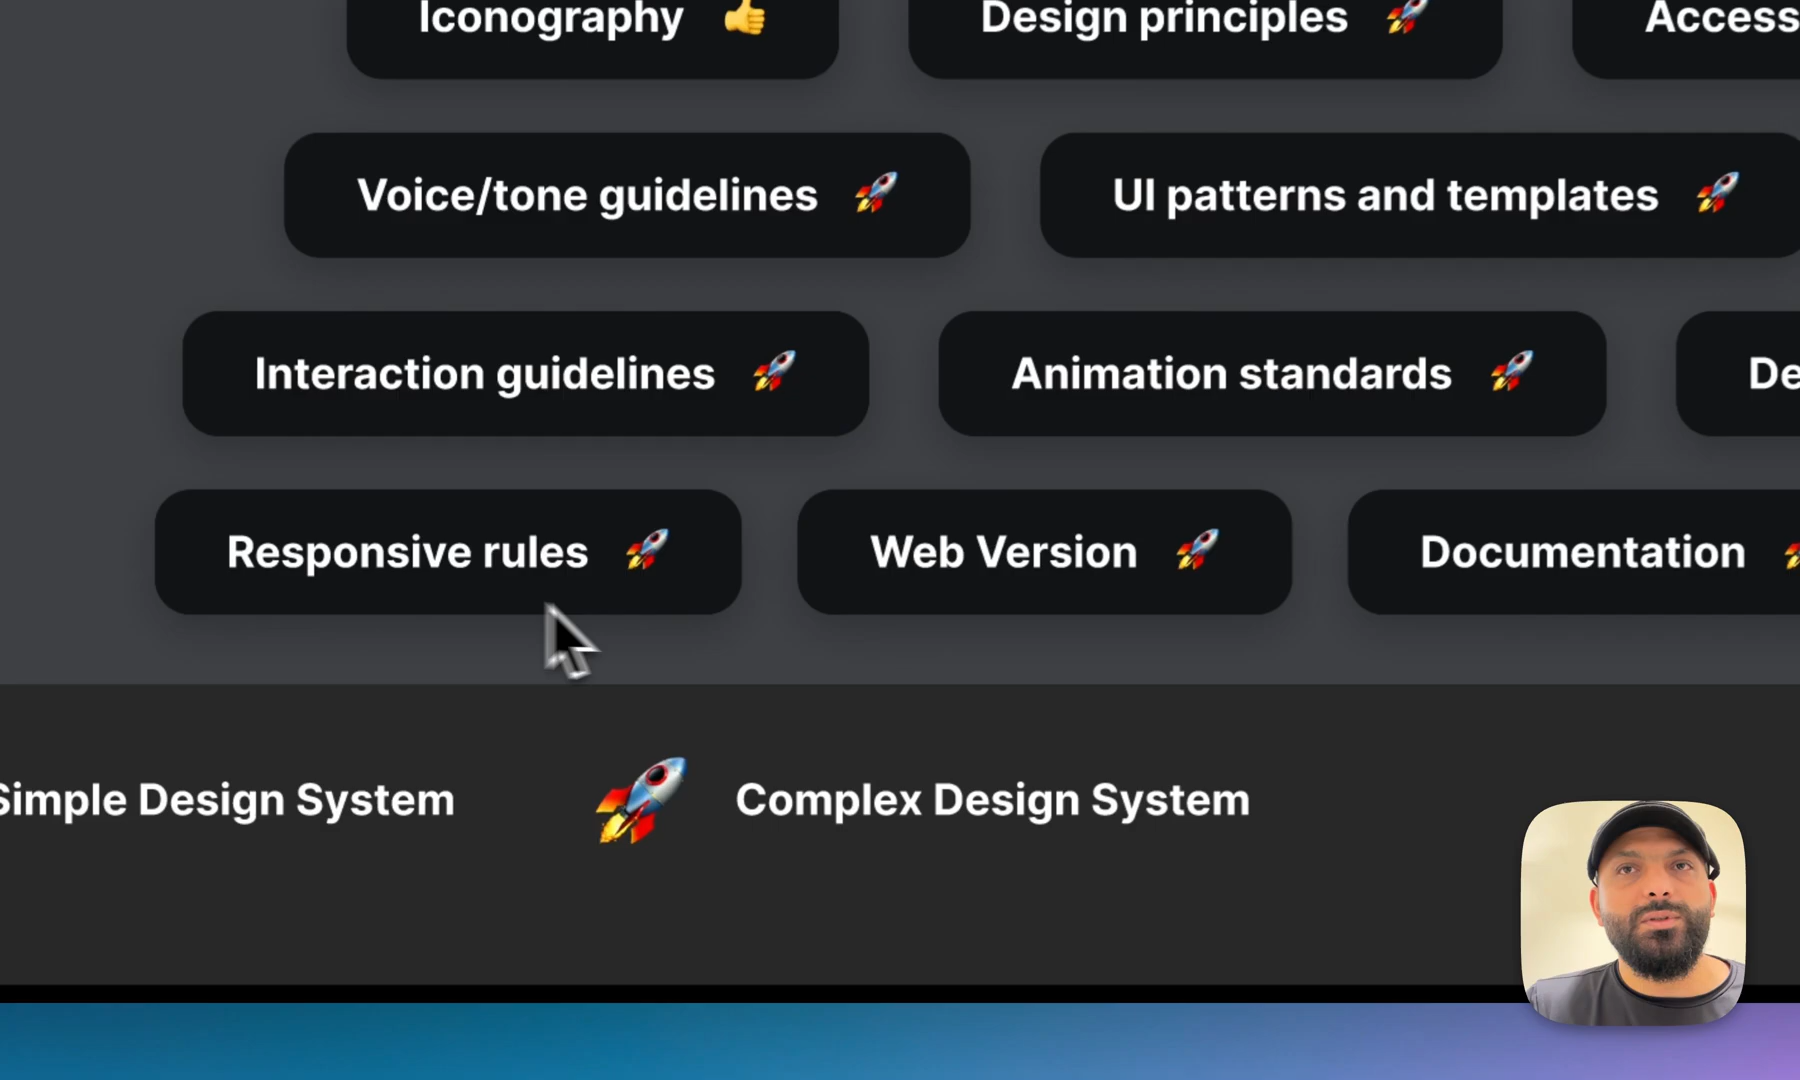 Iconography 👍 Design principles 🚀 Access
Voice/tone guidelines 🚀 UI patterns and templates 🚀
Interaction guidelines 🚀 Animation standards 🚀 De
Responsive rules 🚀 Web Version 🚀 Documentation 🚀
Simple Design System 🚀 Complex Design System